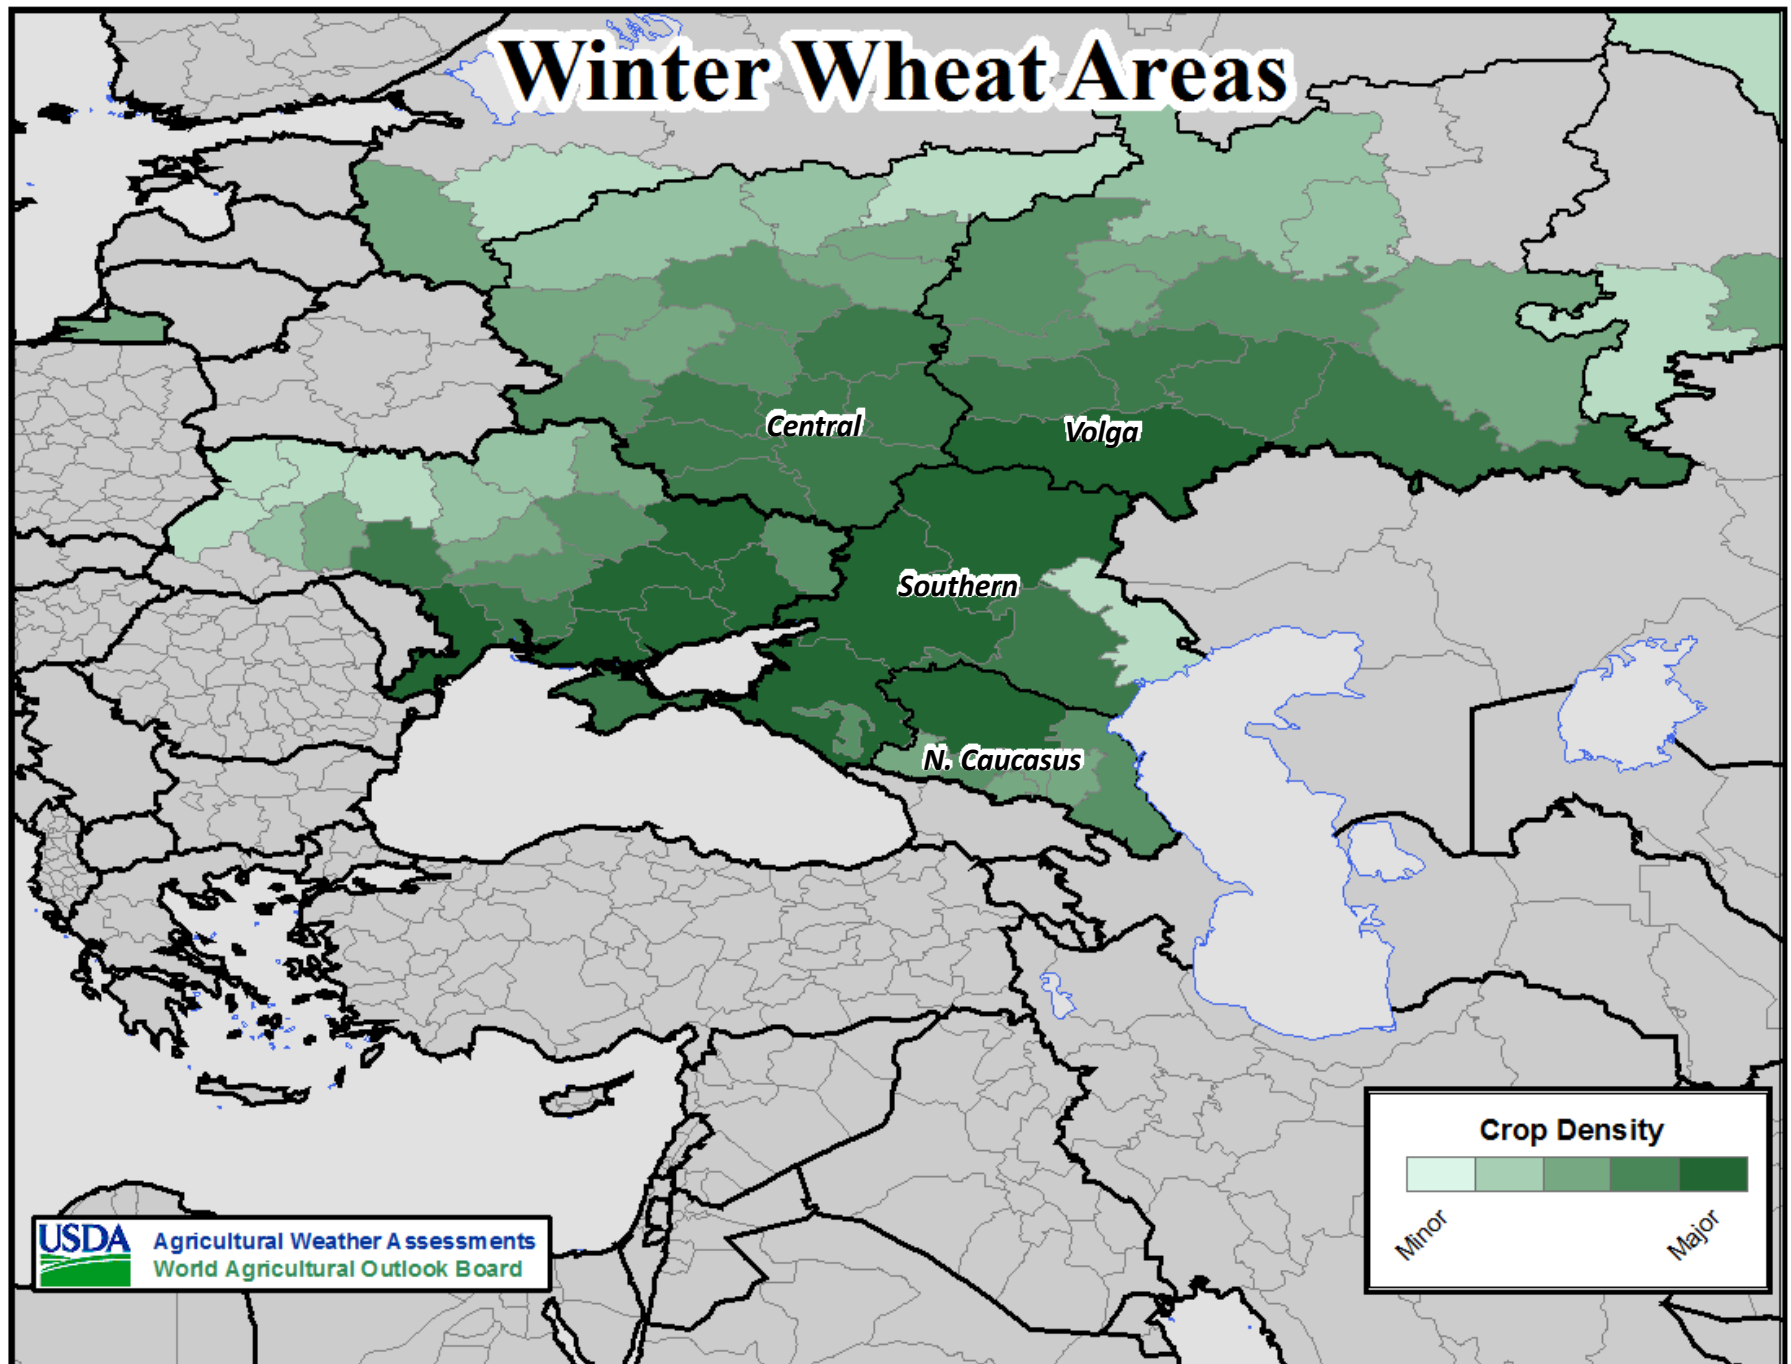 Winter Wheat Areas
Central
Volga
Southern
N. Caucasus
Crop Density
Minor
Major
USDA
Agricultural Weather Assessments
World Agricultural Outlook Board